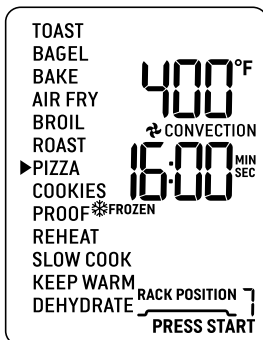 TOAST
BAGEL
BAKE
AIR FRY
BROIL
ROAST
▶PIZZA
COOKIES
PROOF
REHEAT
SLOW COOK
KEEP WARM
DEHYDRATE
400°F
CONVECTION
16:00 MIN SEC
FROZEN
RACK POSITION 7
PRESS START